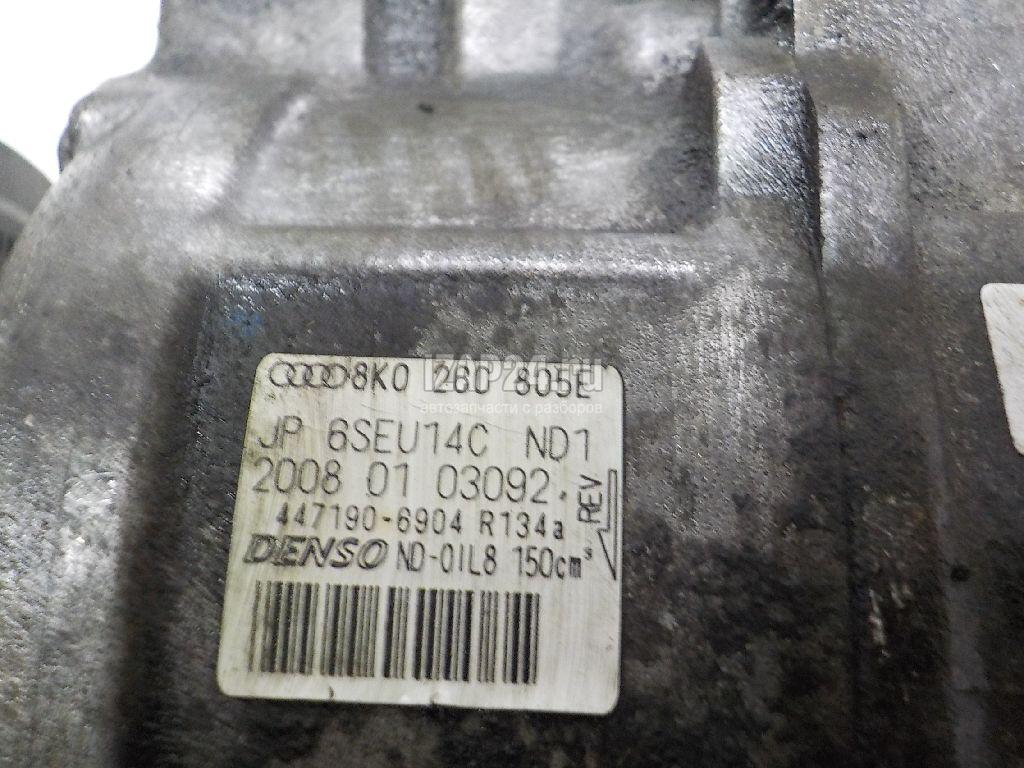 8K0 260 805E
1ZAP24.ru
автозапчасти с разборов
JP 6SEU14C ND1
2008 01 03092.
447190-6904 R134a
REV
DENSO ND-OIL8 150cm³